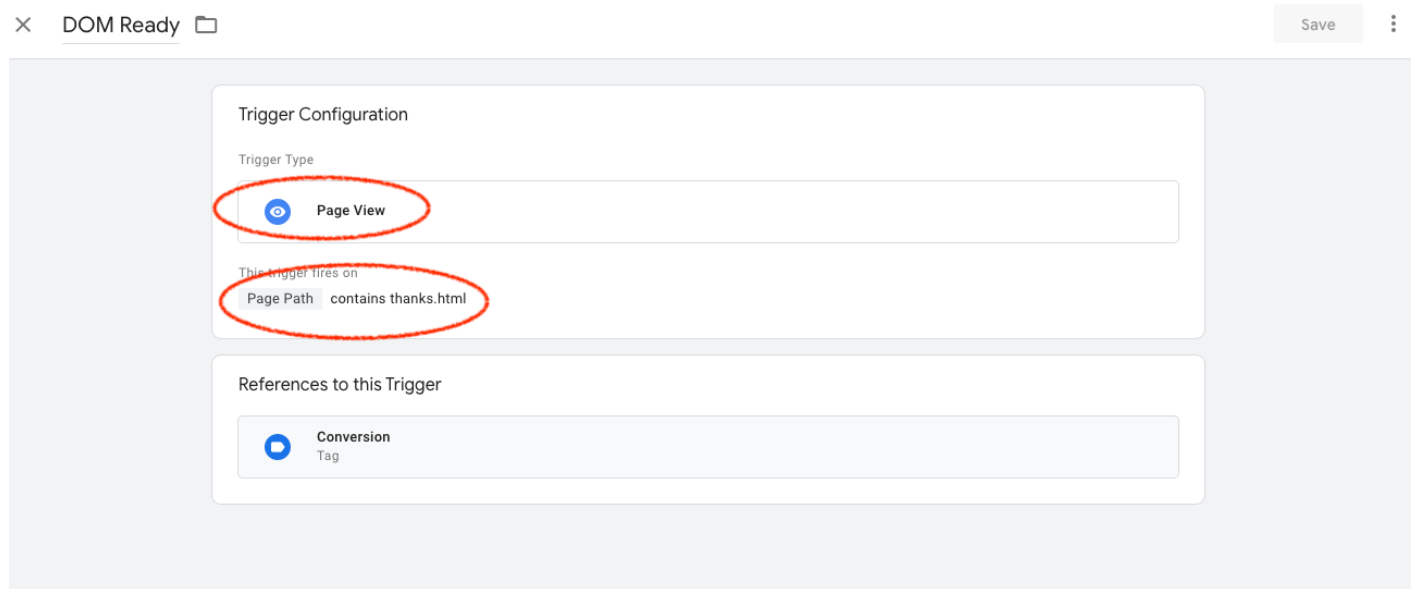 DOM Ready
Save
Trigger Configuration
Trigger Type
Page View
This trigger fires on
Page Path contains thanks.html
References to this Trigger
Conversion
Tag